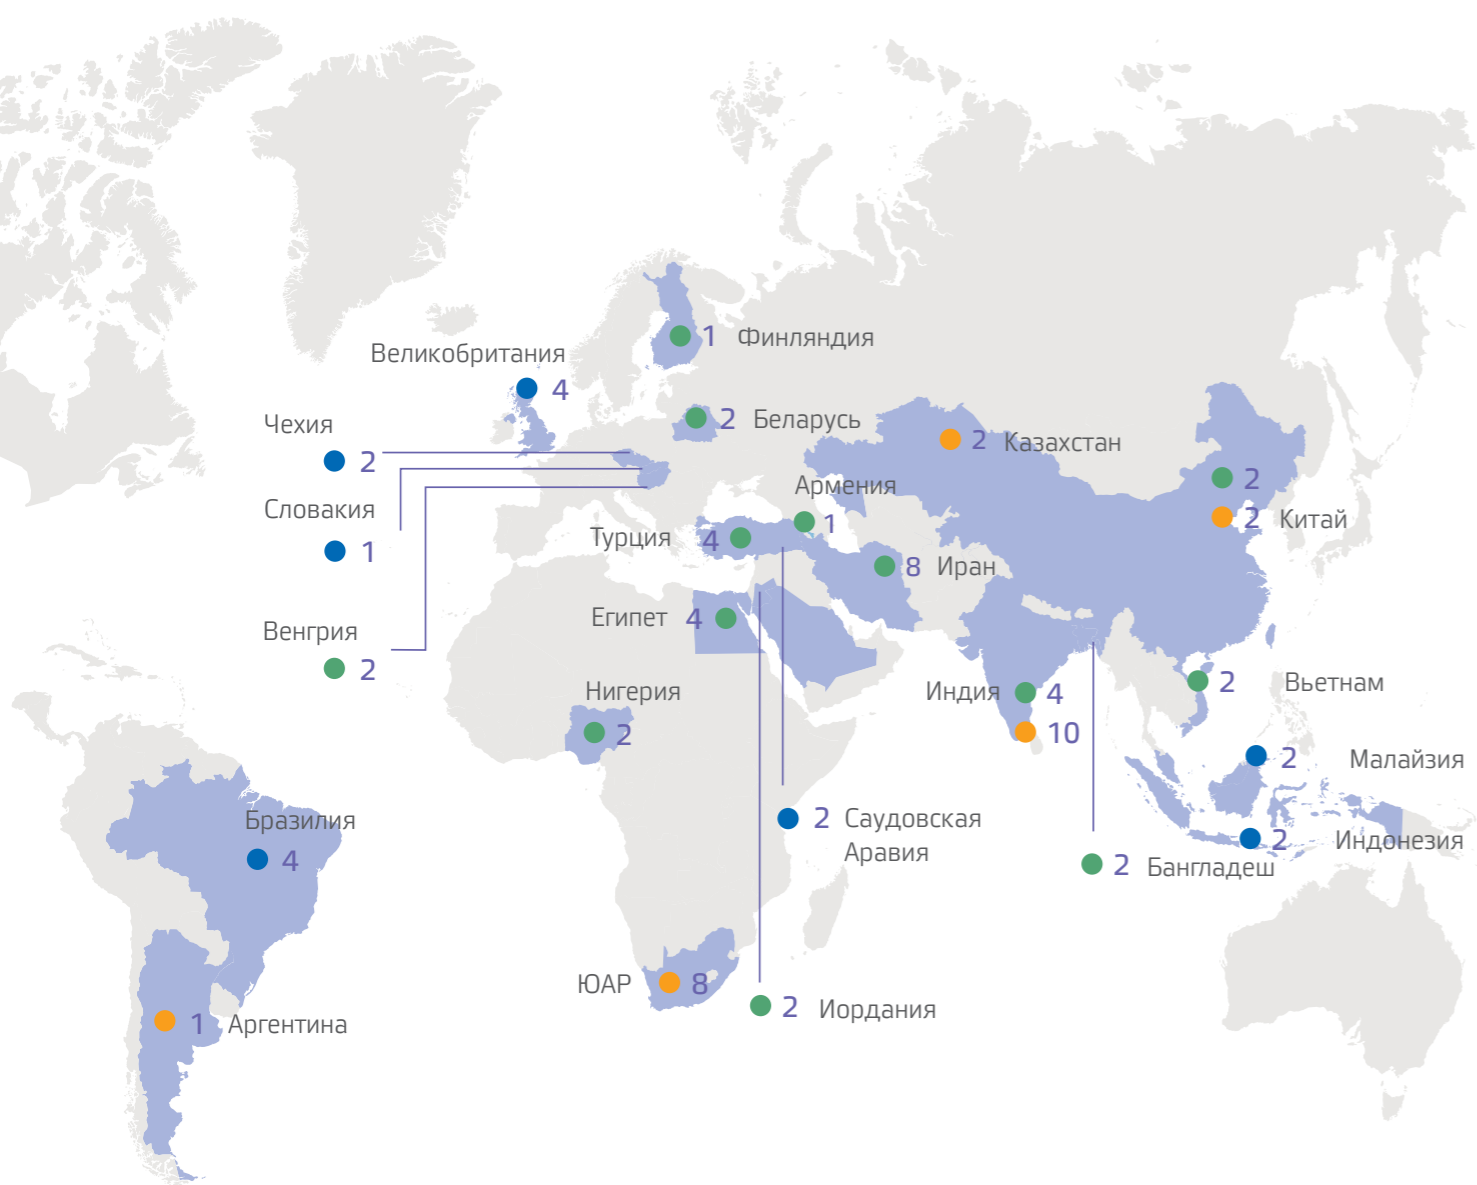 1 Финляндия
Великобритания
4
Чехия
2
2 Беларусь
2 Казахстан
2
Армения
1
Словакия
1
2 Китай
Турция 4
8 Иран
Египет 4
Венгрия
2
Нигерия
2
Индия 4
10
2 Вьетнам
2 Малайзия
2 Индонезия
Бразилия
4
2 Саудовская
Аравия
2 Бангладеш
ЮАР 8
2 Иордания
1 Аргентина